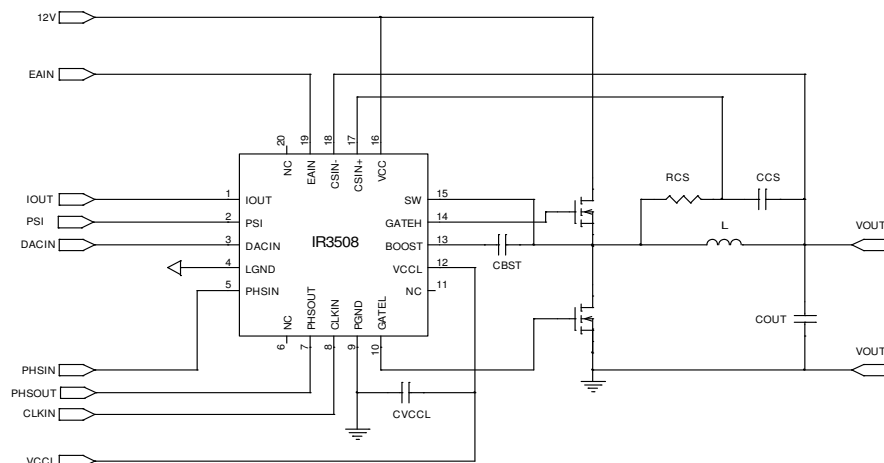 12V
EAIN
20
19
18
17
16
NC
EAIN
CSIN-
CSIN+
VCC
RCS
CCS
IOUT
1
IOUT
SW
15
PSI
2
PSI
GATEH
14
L
DACIN
3
DACIN
IR3508
BOOST
13
VOUT
4
LGND
VCCL
12
CBST
5
PHSIN
NC
11
NC
PHSOUT
CLKIN
PGND
GATEL
COUT
6
7
8
9
10
VOUT
PHSIN
PHSOUT
CVCCL
CLKIN
VCCL